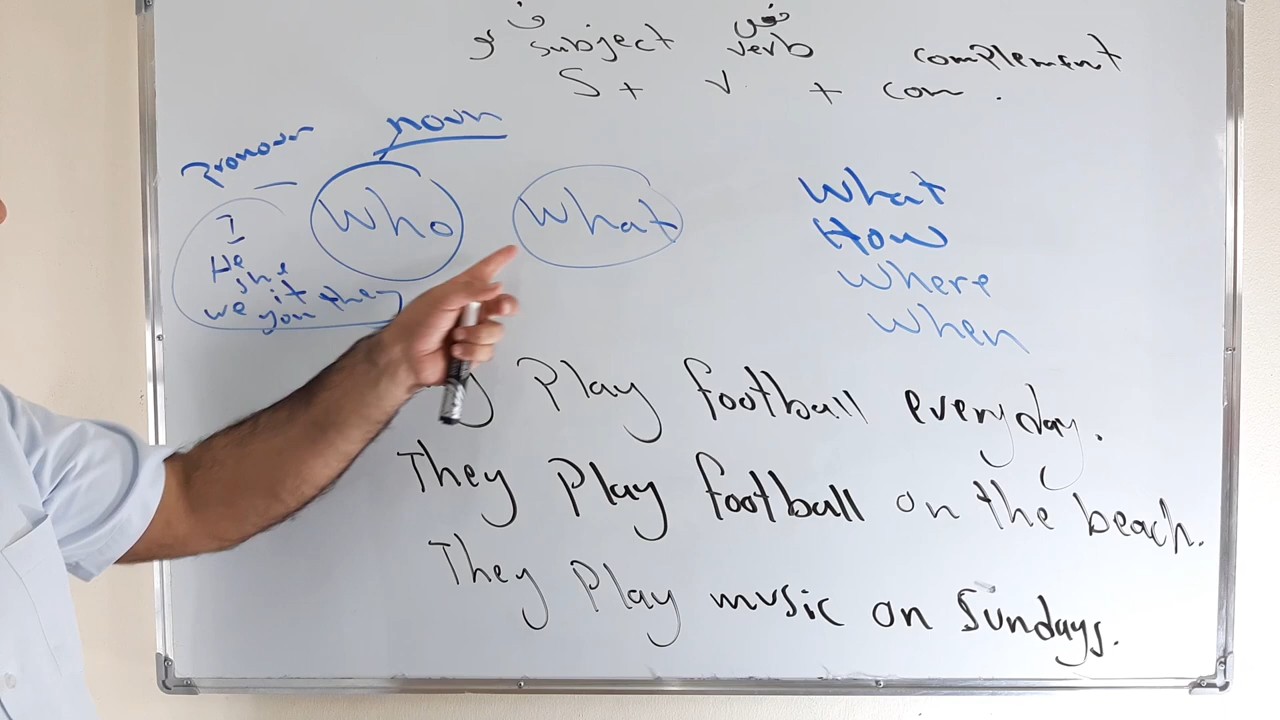 subject verb complement
S + V + com.
Pronoun noun
Who What
I
He
she
we it they
you
What
How
Where
When
y Play football everyday.
They Play football on the beach.
They Play music on Sundays.